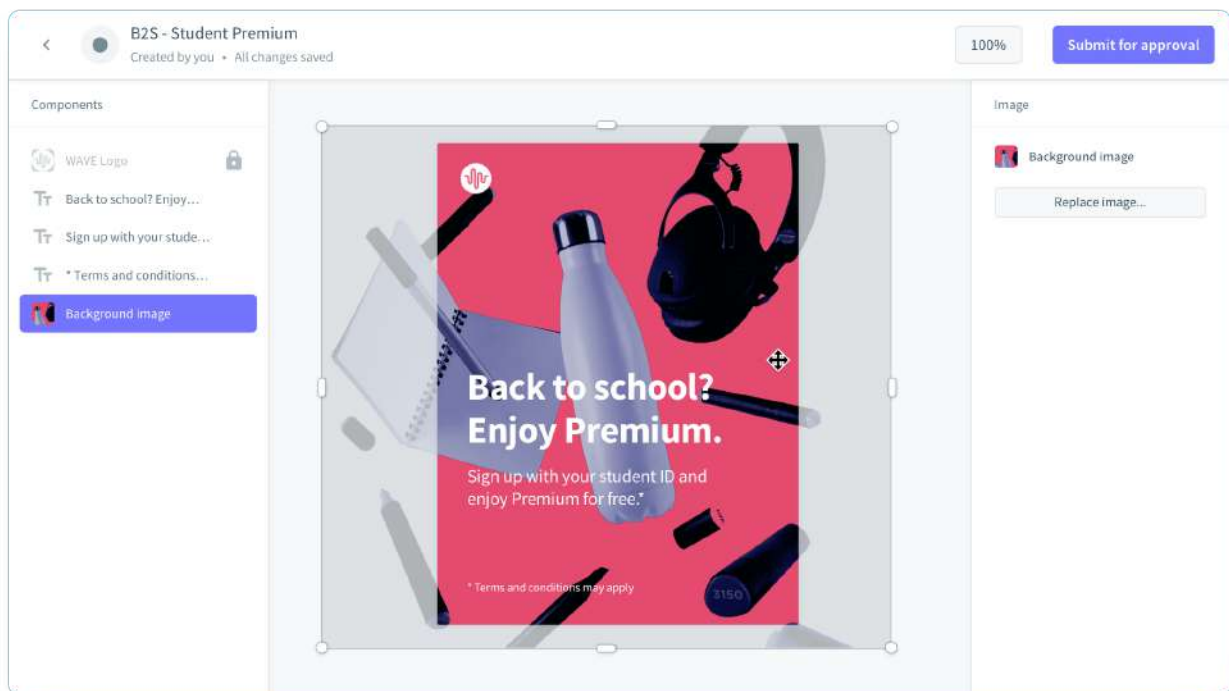 B2S - Student Premium
Created by you • All changes saved
100%
Submit for approval
Components
WAVE Logo
Back to school? Enjoy...
Sign up with your stude...
* Terms and conditions...
Background image
Back to school?
Enjoy Premium.
Sign up with your student ID and
enjoy Premium for free.*
* Terms and conditions may apply
3150
Image
Background image
Replace image...